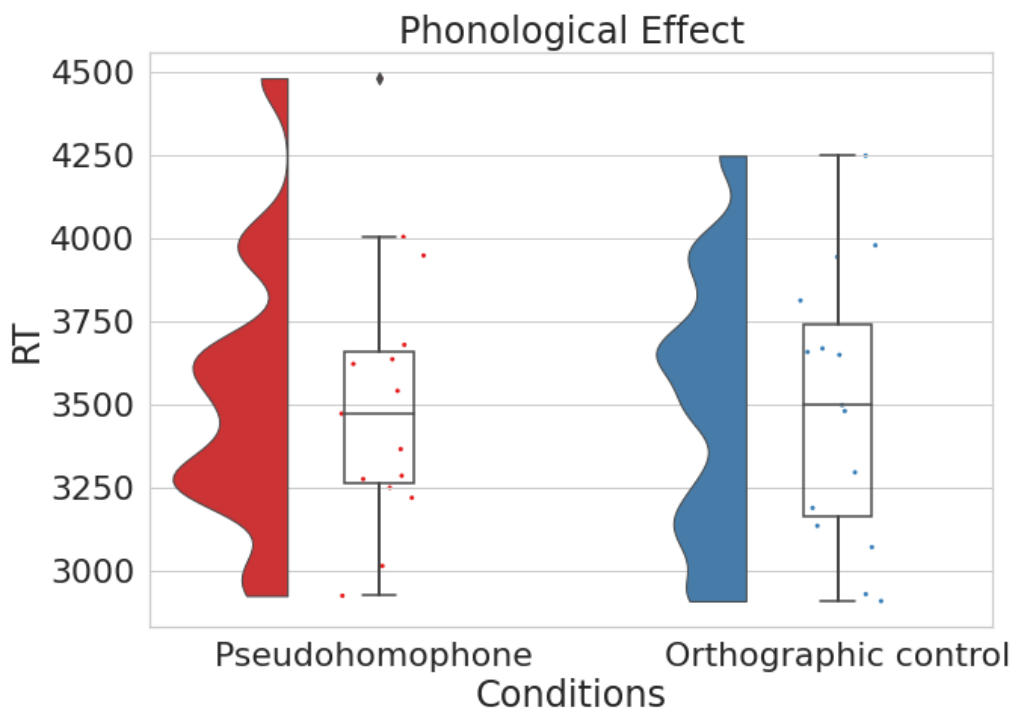 Phonological Effect
4500
4250
4000
3750
3500
3250
3000
RT
Pseudohomophone
Orthographic control
Conditions